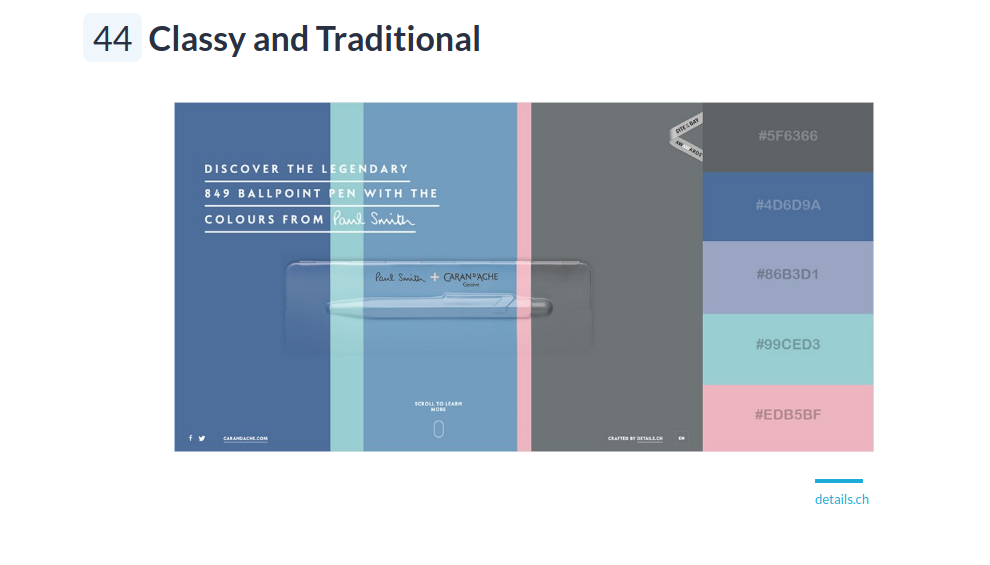 44 Classy and Traditional
DISCOVER THE LEGENDARY
849 BALLPOINT PEN WITH THE
COLOURS FROM Paul Smith
Paul Smith + CARAN D'ACHE
Genève
SCROLL TO LEARN
MORE
CARANDACHE.COM
CRAFTED BY DETAILS.CH
EN
SITE of the DAY
AWWWARDS
#5F6366
#4D6D9A
#86B3D1
#99CED3
#EDB5BF
details.ch